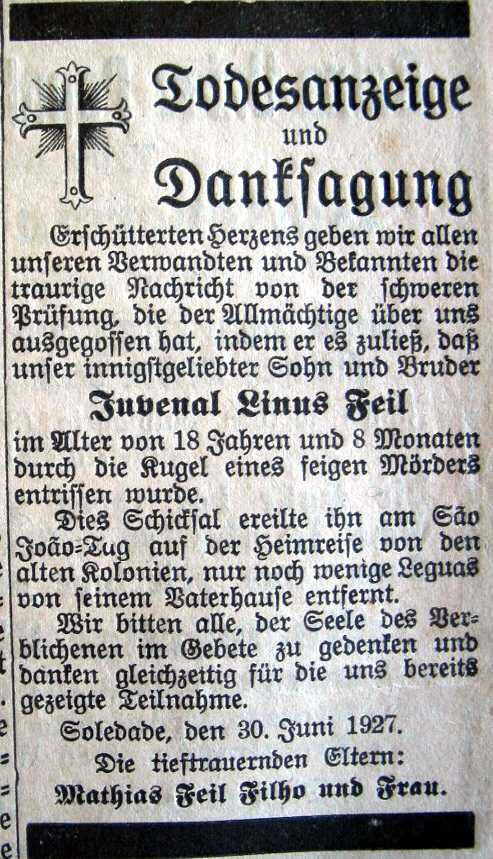 Todesanzeige
und
Dankſagung
Erſchütterten Herzens geben wir allen
unſeren Verwandten und Bekannten die
traurige Nachricht von der ſchweren
Prüfung, die der Allmächtige über uns
ausgegoſſen hat, indem er es zuließ, daß
unſer innigſtgeliebter Sohn und Bruder
Juvenal Linus Feil
im Alter von 18 Jahren und 8 Monaten
durch die Kugel eines feigen Mörders
entriſſen wurde.
Dies Schickſal ereilte ihn am São
João-Tag auf der Heimreiſe von den
alten Kolonien, nur noch wenige Leguas
von ſeinem Vaterhauſe entfernt.
Wir bitten alle, der Seele des Ver-
blichenen im Gebete zu gedenken und
danken gleichzeitig für die uns bereits
gezeigte Teilnahme.
Soledade, den 30. Juni 1927.
Die tieftrauernden Eltern:
Mathias Feil Filho und Frau.